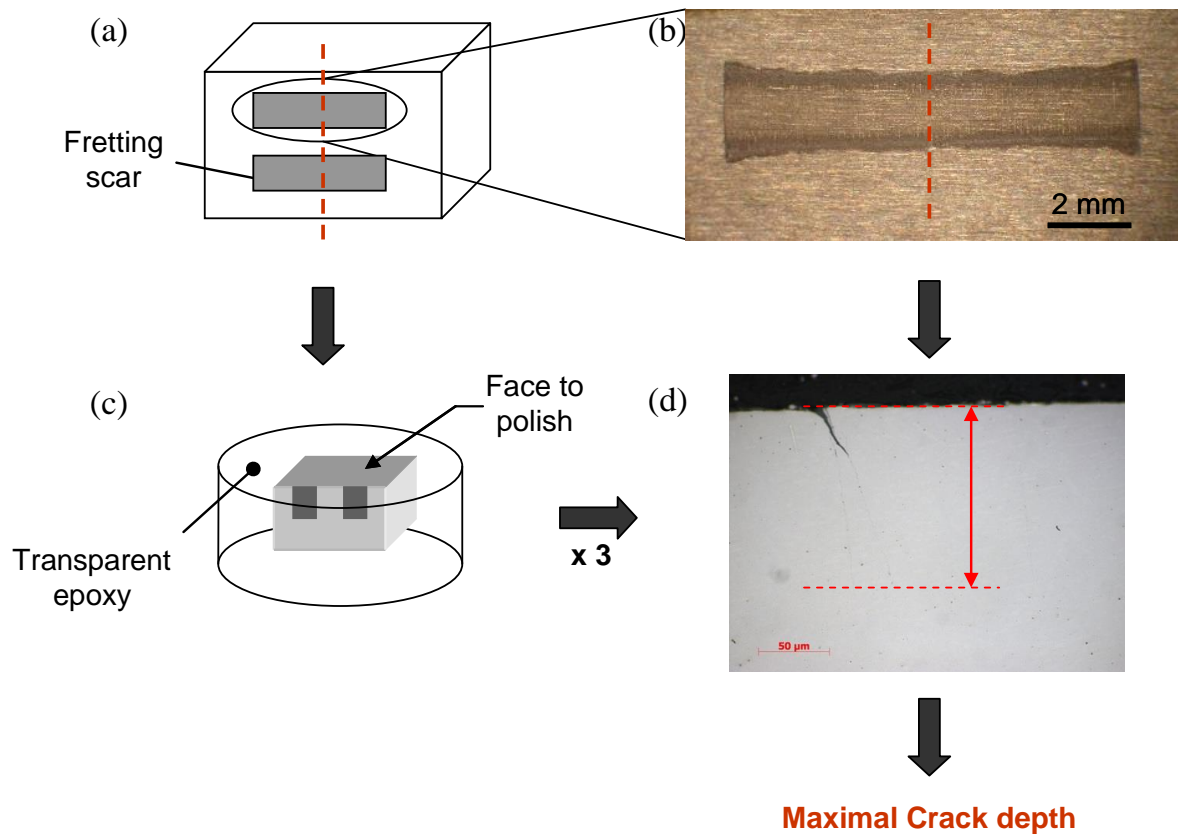 (a)
(b)
Fretting
scar
2 mm
(c)
Face to
polish
(d)
Transparent
epoxy
x 3
50 µm
Maximal Crack depth